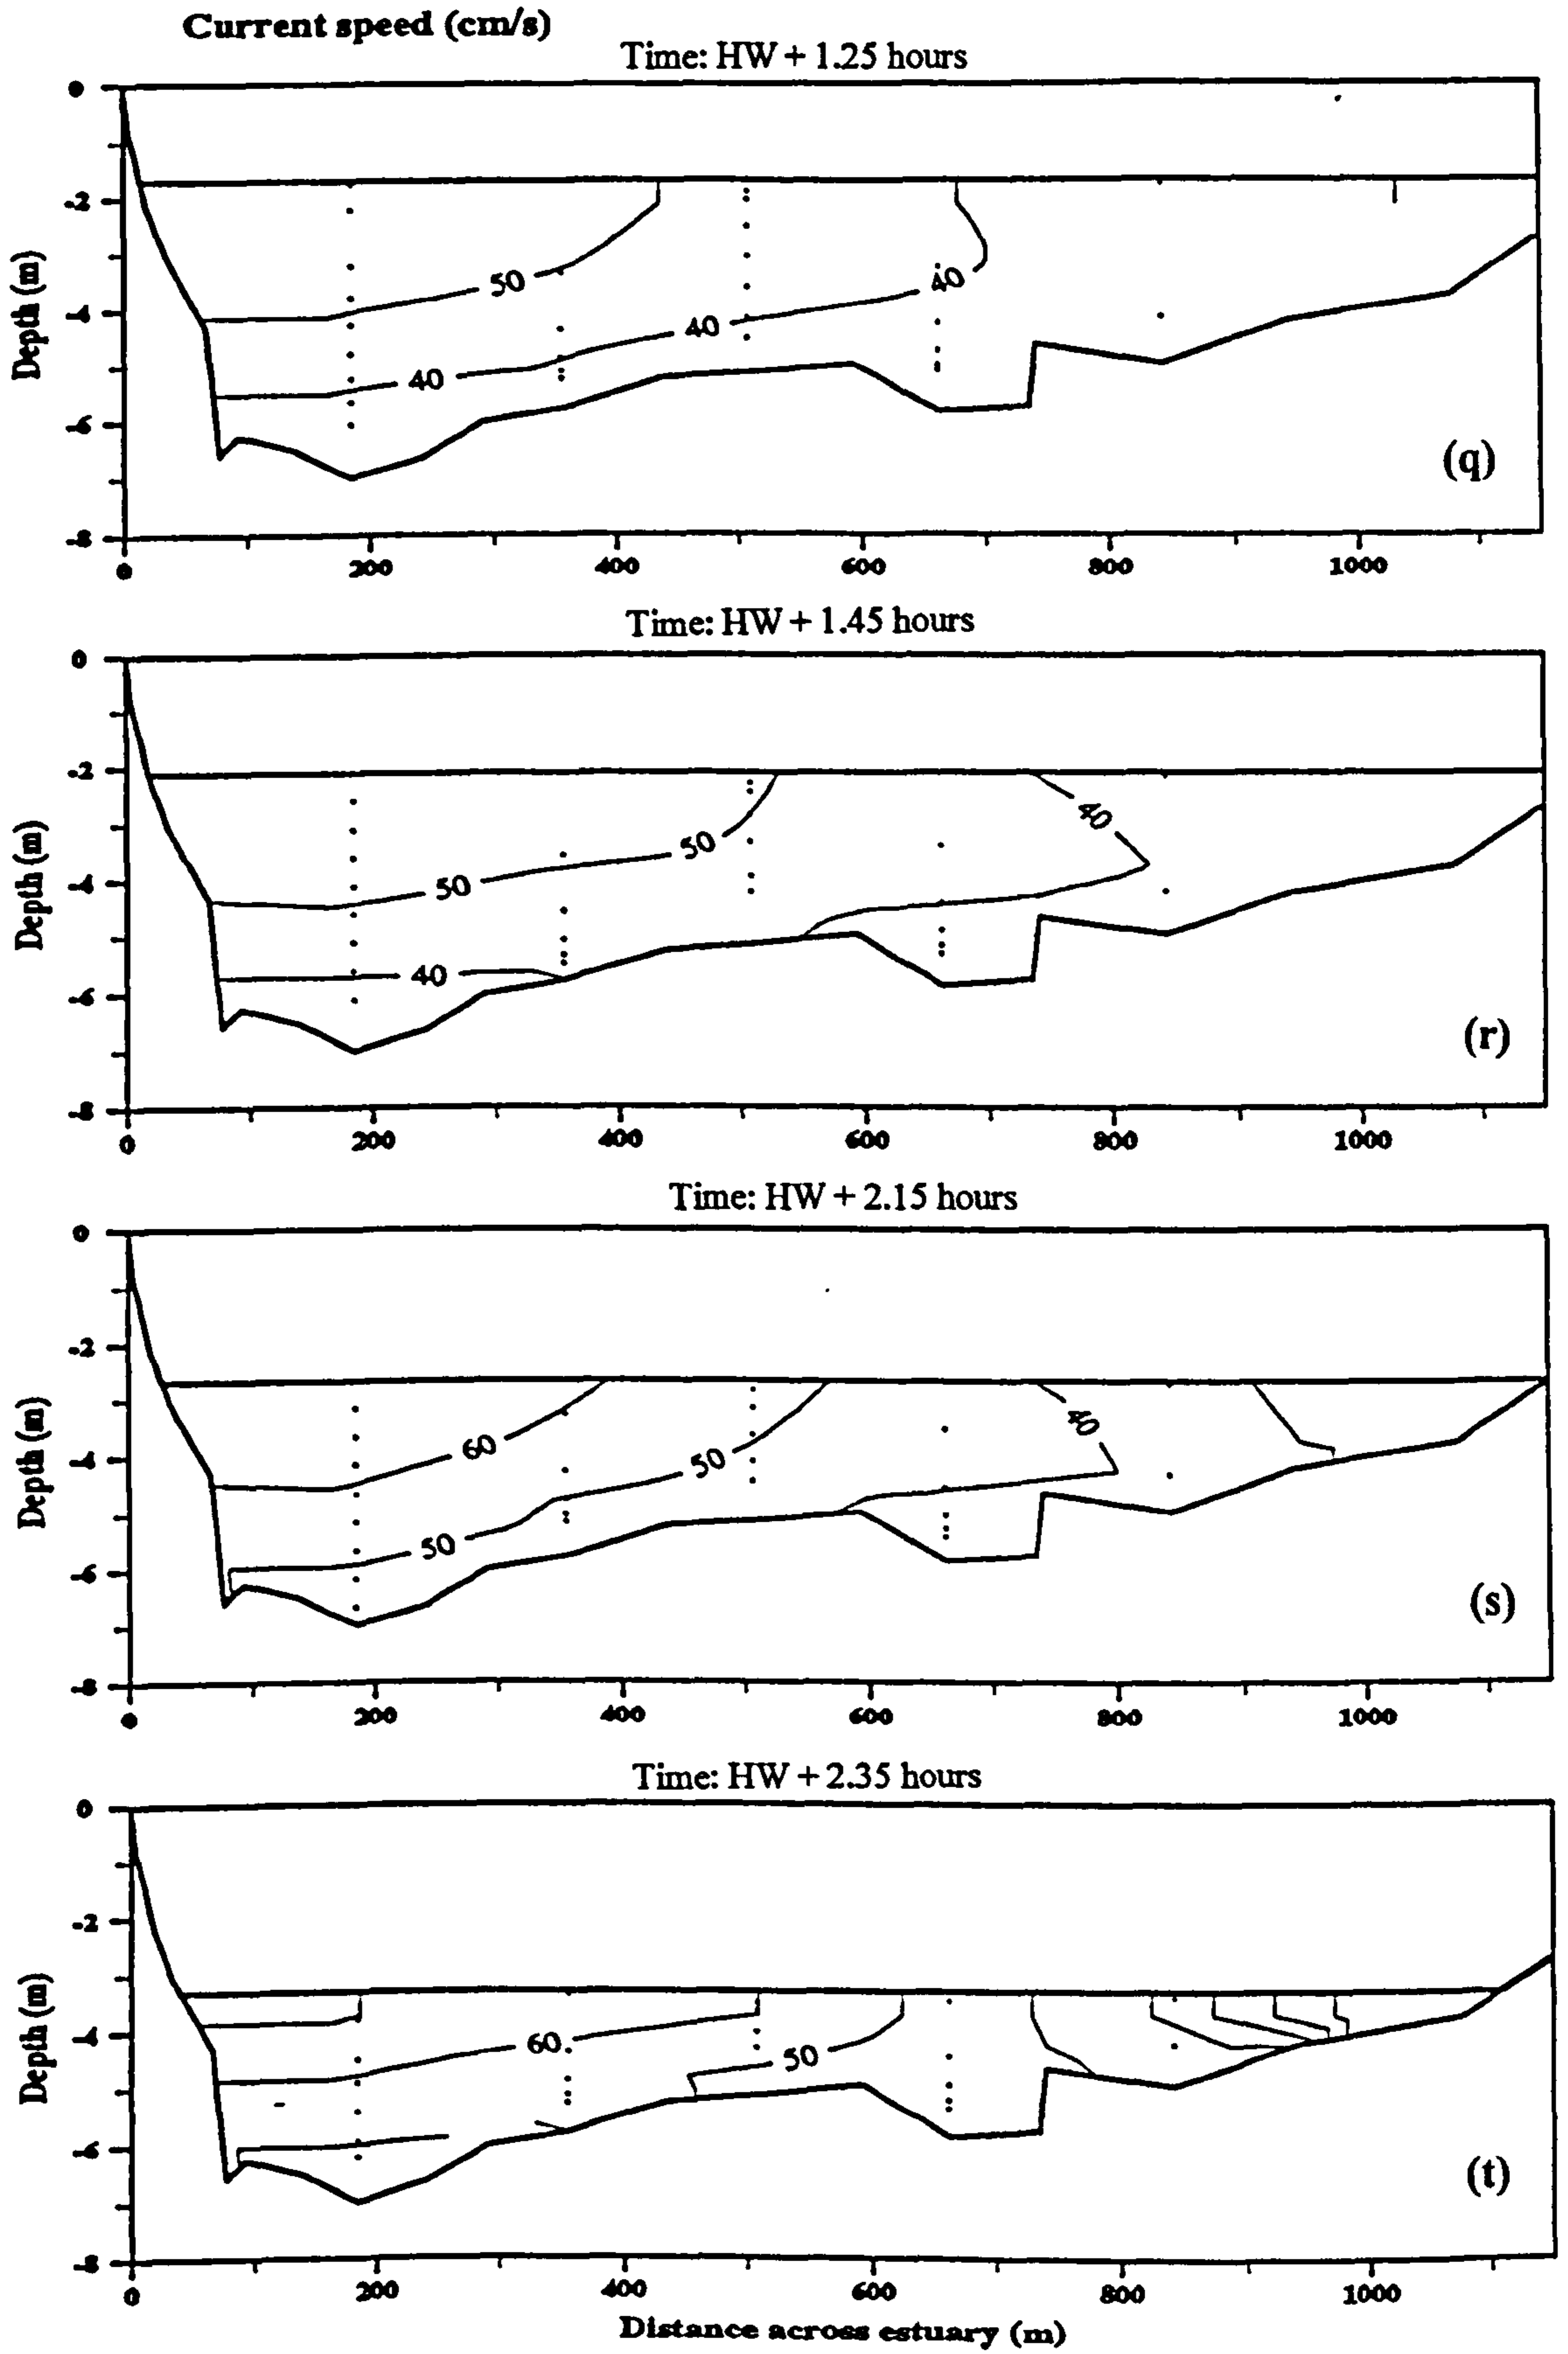 Current speed (cm/s)
Time: HW + 1.25 hours
0
-2
-4
-6
-8
Depth (m)
50
40
40
40
(q)
0 200 400 600 800 1000
Time: HW + 1.45 hours
0
-2
-4
-6
-8
Depth (m)
40
50
50
40
(r)
0 200 400 600 800 1000
Time: HW + 2.15 hours
0
-2
-4
-6
-8
Depth (m)
40
60
50
50
(s)
0 200 400 600 800 1000
Time: HW + 2.35 hours
0
-2
-4
-6
-8
Depth (m)
60
50
(t)
0 200 400 600 800 1000
Distance across estuary (m)